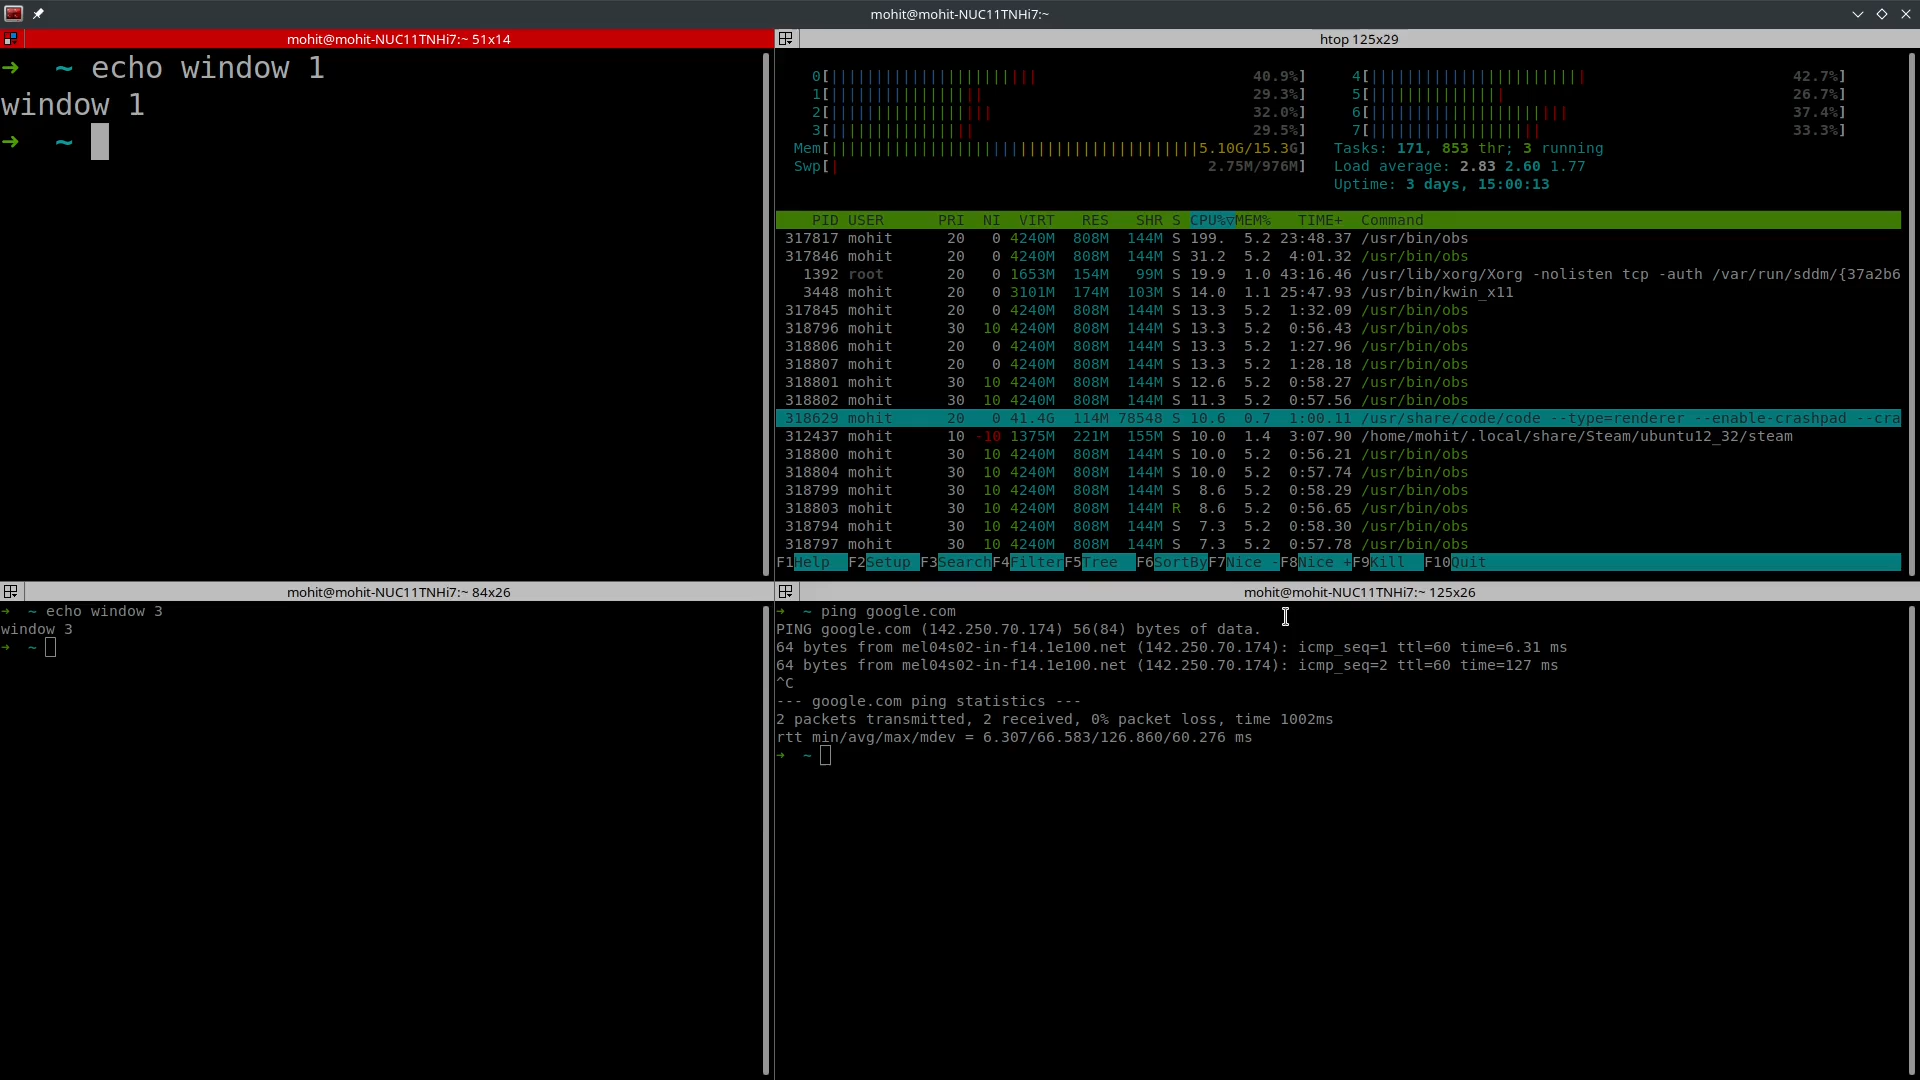 mohit@mohit-NUC11TNHi7:~
mohit@mohit-NUC11TNHi7:~ 51x14
➜  ~ echo window 1
window 1
➜  ~
htop 125x29
0[|||||||||||||||||||||||40.9%]
4[||||||||||||||||||||||||42.7%]
1[|||||||||||||||||29.3%]
5[|||||||||||||||26.7%]
2[||||||||||||||||||32.0%]
6[||||||||||||||||||||||37.4%]
3[||||||||||||||||29.5%]
7[|||||||||||||||||||33.3%]
Mem[|||||||||||||||||||||||||||||||||||||||||5.10G/15.3G]
Tasks: 171, 853 thr; 3 running
Swp[|2.75M/976M]
Load average: 2.83 2.60 1.77
Uptime: 3 days, 15:00:13
PID USER PRI NI VIRT RES SHR S CPU%▽MEM% TIME+ Command
317817 mohit 20 0 4240M 808M 144M S 199. 5.2 23:48.37 /usr/bin/obs
317846 mohit 20 0 4240M 808M 144M S 31.2 5.2 4:01.32 /usr/bin/obs
1392 root 20 0 1653M 154M 99M S 19.9 1.0 43:16.46 /usr/lib/xorg/Xorg -nolisten tcp -auth /var/run/sddm/{37a2b6
3448 mohit 20 0 3101M 174M 103M S 14.0 1.1 25:47.93 /usr/bin/kwin_x11
317845 mohit 20 0 4240M 808M 144M S 13.3 5.2 1:32.09 /usr/bin/obs
318796 mohit 30 10 4240M 808M 144M S 13.3 5.2 0:56.43 /usr/bin/obs
318806 mohit 20 0 4240M 808M 144M S 13.3 5.2 1:27.96 /usr/bin/obs
318807 mohit 20 0 4240M 808M 144M S 13.3 5.2 1:28.18 /usr/bin/obs
318801 mohit 30 10 4240M 808M 144M S 12.6 5.2 0:58.27 /usr/bin/obs
318802 mohit 30 10 4240M 808M 144M S 11.3 5.2 0:57.56 /usr/bin/obs
318629 mohit 20 0 41.4G 114M 78548 S 10.6 0.7 1:00.11 /usr/share/code/code --type=renderer --enable-crashpad --cra
312437 mohit 10 -10 1375M 221M 155M S 10.0 1.4 3:07.90 /home/mohit/.local/share/Steam/ubuntu12_32/steam
318800 mohit 30 10 4240M 808M 144M S 10.0 5.2 0:56.21 /usr/bin/obs
318804 mohit 30 10 4240M 808M 144M S 10.0 5.2 0:57.74 /usr/bin/obs
318799 mohit 30 10 4240M 808M 144M S 8.6 5.2 0:58.29 /usr/bin/obs
318803 mohit 30 10 4240M 808M 144M R 8.6 5.2 0:56.65 /usr/bin/obs
318794 mohit 30 10 4240M 808M 144M S 7.3 5.2 0:58.30 /usr/bin/obs
318797 mohit 30 10 4240M 808M 144M S 7.3 5.2 0:57.78 /usr/bin/obs
F1Help F2Setup F3SearchF4FilterF5Tree F6SortByF7Nice -F8Nice +F9Kill F10Quit
mohit@mohit-NUC11TNHi7:~ 84x26
➜  ~ echo window 3
window 3
➜  ~
mohit@mohit-NUC11TNHi7:~ 125x26
➜  ~ ping google.com
PING google.com (142.250.70.174) 56(84) bytes of data.
64 bytes from mel04s02-in-f14.1e100.net (142.250.70.174): icmp_seq=1 ttl=60 time=6.31 ms
64 bytes from mel04s02-in-f14.1e100.net (142.250.70.174): icmp_seq=2 ttl=60 time=127 ms
^C
--- google.com ping statistics ---
2 packets transmitted, 2 received, 0% packet loss, time 1002ms
rtt min/avg/max/mdev = 6.307/66.583/126.860/60.276 ms
➜  ~